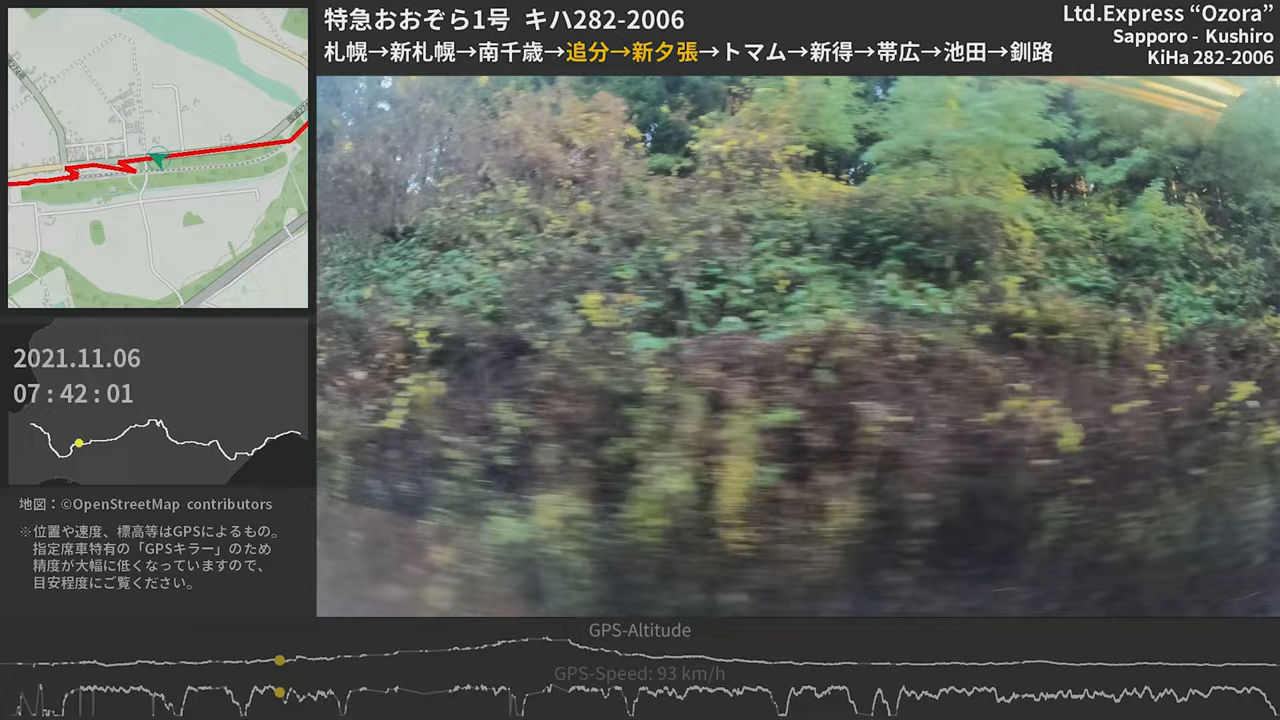 特急おおぞら1号 キハ282-2006
札幌→新札幌→南千歳→追分→新夕張→トマム→新得→帯広→池田→釧路
Ltd.Express “Ozora”
Sapporo - Kushiro
KiHa 282-2006
2021.11.06
07 : 42 : 01
地図：©OpenStreetMap contributors
※位置や速度、標高等はGPSによるもの。
指定席車特有の「GPSキラー」のため
精度が大幅に低くなっていますので、
目安程度にご覧ください。
GPS-Altitude
GPS-Speed: 93 km/h